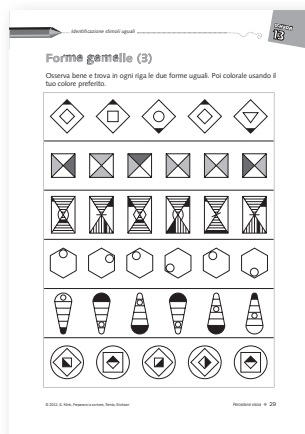 Identificazione stimoli uguali
SCHEDA
13
Forme gemelle (3)
Osserva bene e trova in ogni riga le due forme uguali. Poi colorale usando il
tuo colore preferito.
Percezione visiva • 29